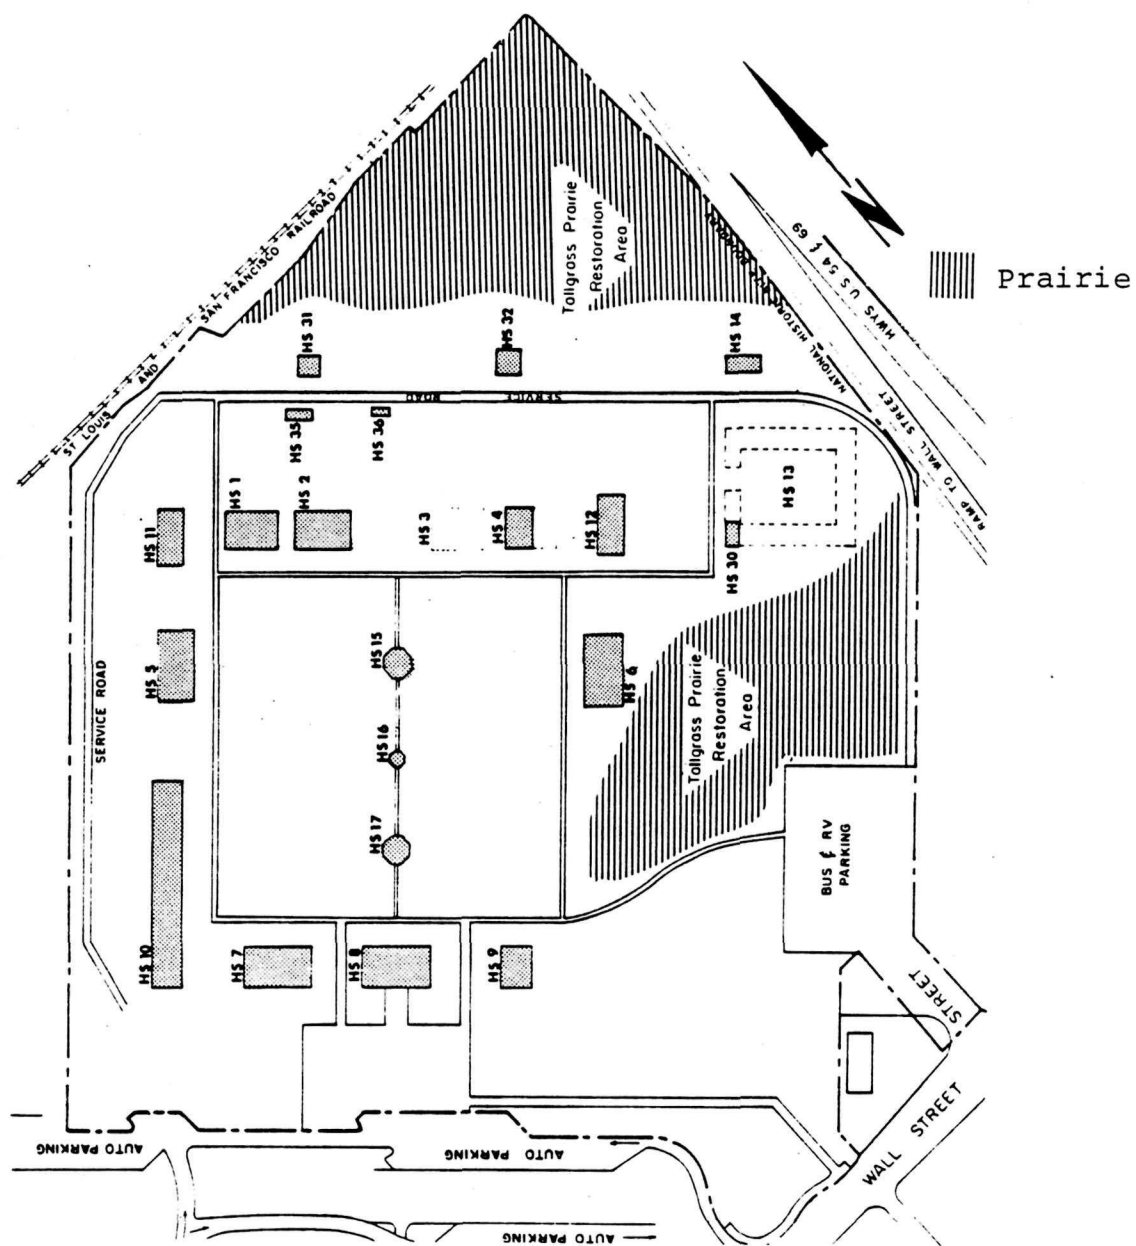 ST LOUIS AND SAN FRANCISCO RAILROAD
Tallgrass Prairie
Restoration
Area
NATIONAL HISTORIC SITE BOUNDARY
HWYS US 54 & 69
Prairie
HS 31
HS 32
HS 14
SERVICE
ROAD
RAMP TO WALL STREET
HS 35
HS 36
HS 1
HS 2
HS 3
HS 4
HS 12
HS 13
HS 11
HS 30
SERVICE ROAD
HS 5
HS 15
HS 6
Tallgrass Prairie
Restoration
Area
HS 16
HS 17
BUS & RV
PARKING
HS 10
HS 7
HS 8
HS 9
STREET
WALL STREET
AUTO PARKING
AUTO PARKING
AUTO PARKING